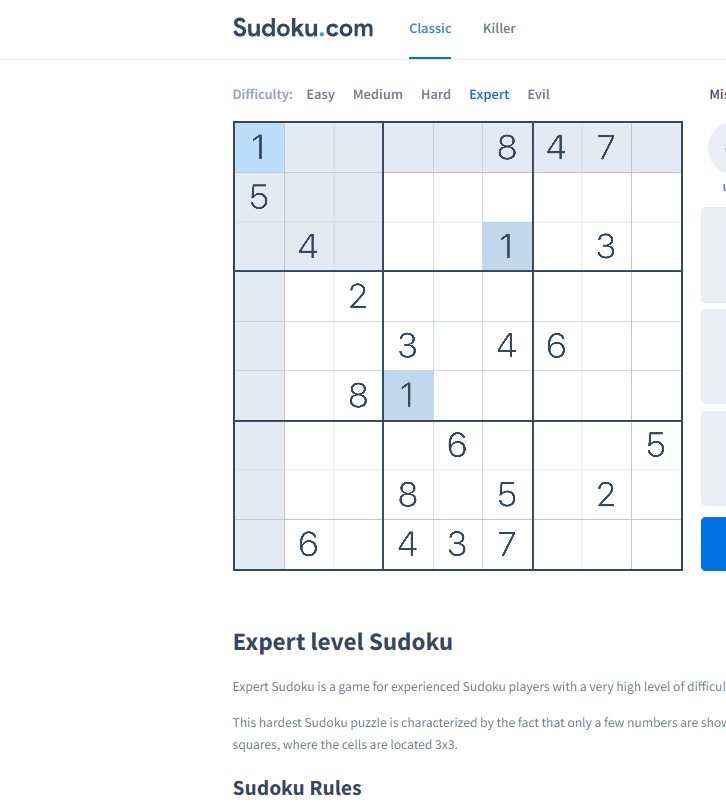 Sudoku.com Classic Killer
Difficulty: Easy Medium Hard Expert Evil
1 8 4 7
5
4 1 3
2
3 4 6
8 1
6 5
8 5 2
6 4 3 7
Expert level Sudoku
Expert Sudoku is a game for experienced Sudoku players with a very high level of
This hardest Sudoku puzzle is characterized by the fact that only a few numbers are
squares, where the cells are located 3x3.
Sudoku Rules